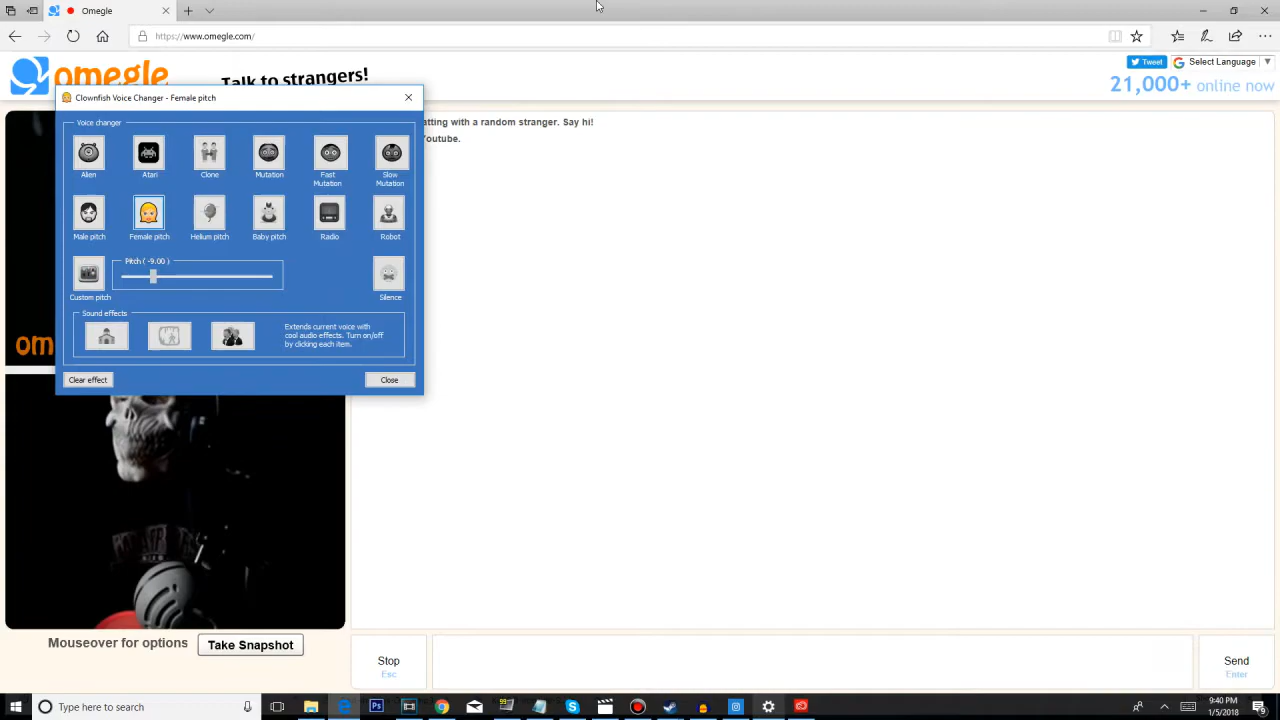 Omegle
https://www.omegle.com/
omegle
Talk to strangers!
Tweet
Select Language
21,000+ online now
Clownfish Voice Changer - Female pitch
Voice changer
Alien
Atari
Clone
Mutation
Fast Mutation
Slow Mutation
Male pitch
Female pitch
Helium pitch
Baby pitch
Radio
Robot
Pitch ( -9.00 )
Custom pitch
Silence
Sound effects
Extends current voice with
cool audio effects. Turn on/off
by clicking each item.
Clear effect
Close
atting with a random stranger. Say hi!
outube.
om
Mouseover for options
Take Snapshot
Stop
Esc
Send
Enter
Type here to search
9:40 PM
1/5/2018